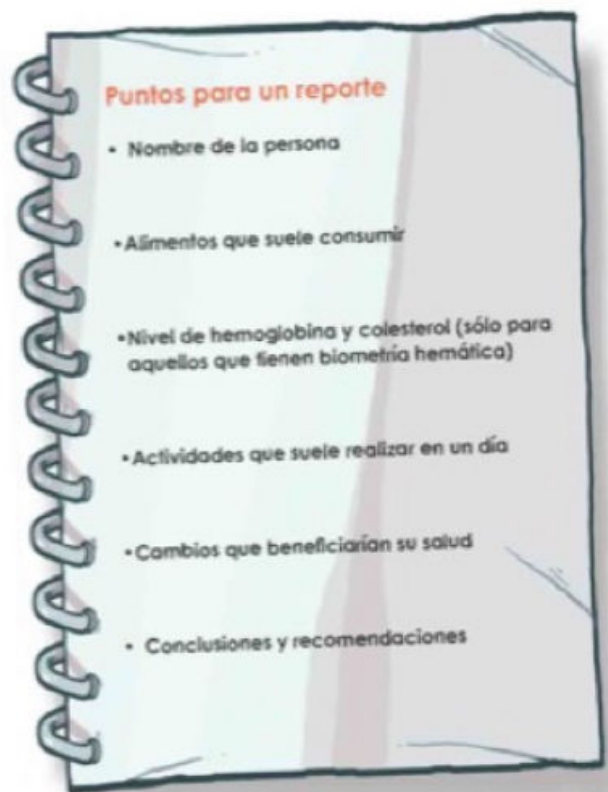 Puntos para un reporte
• Nombre de la persona
• Alimentos que suele consumir
• Nivel de hemoglobina y colesterol (sólo para
aquellos que tienen biometría hemática)
• Actividades que suele realizar en un día
• Cambios que beneficiarían su salud
• Conclusiones y recomendaciones